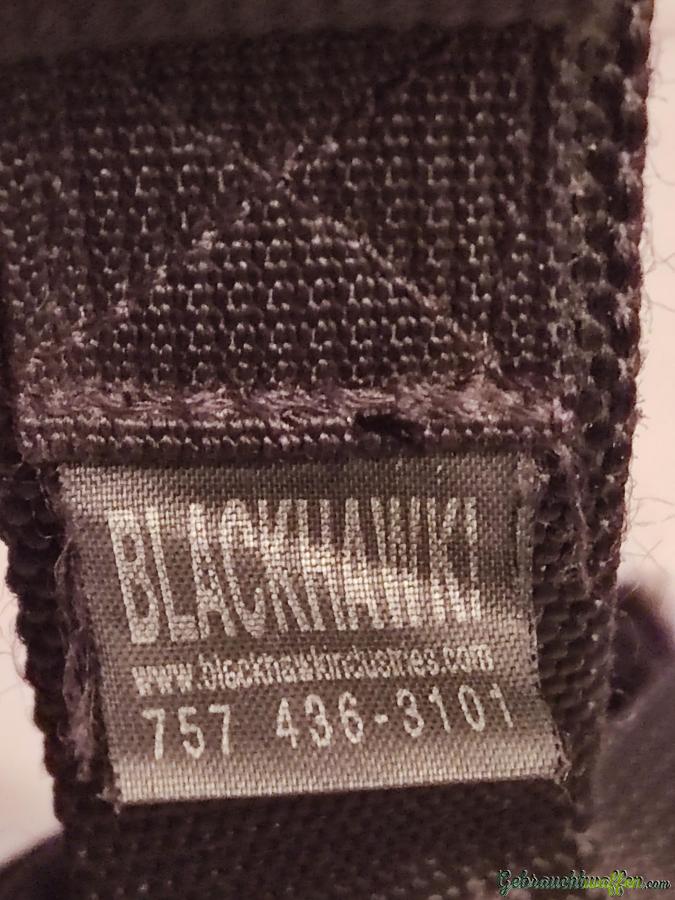 BLACKHAWK!
www.blackhawkindustries.com
757 436-3101
Gebrauchtwaffen.com